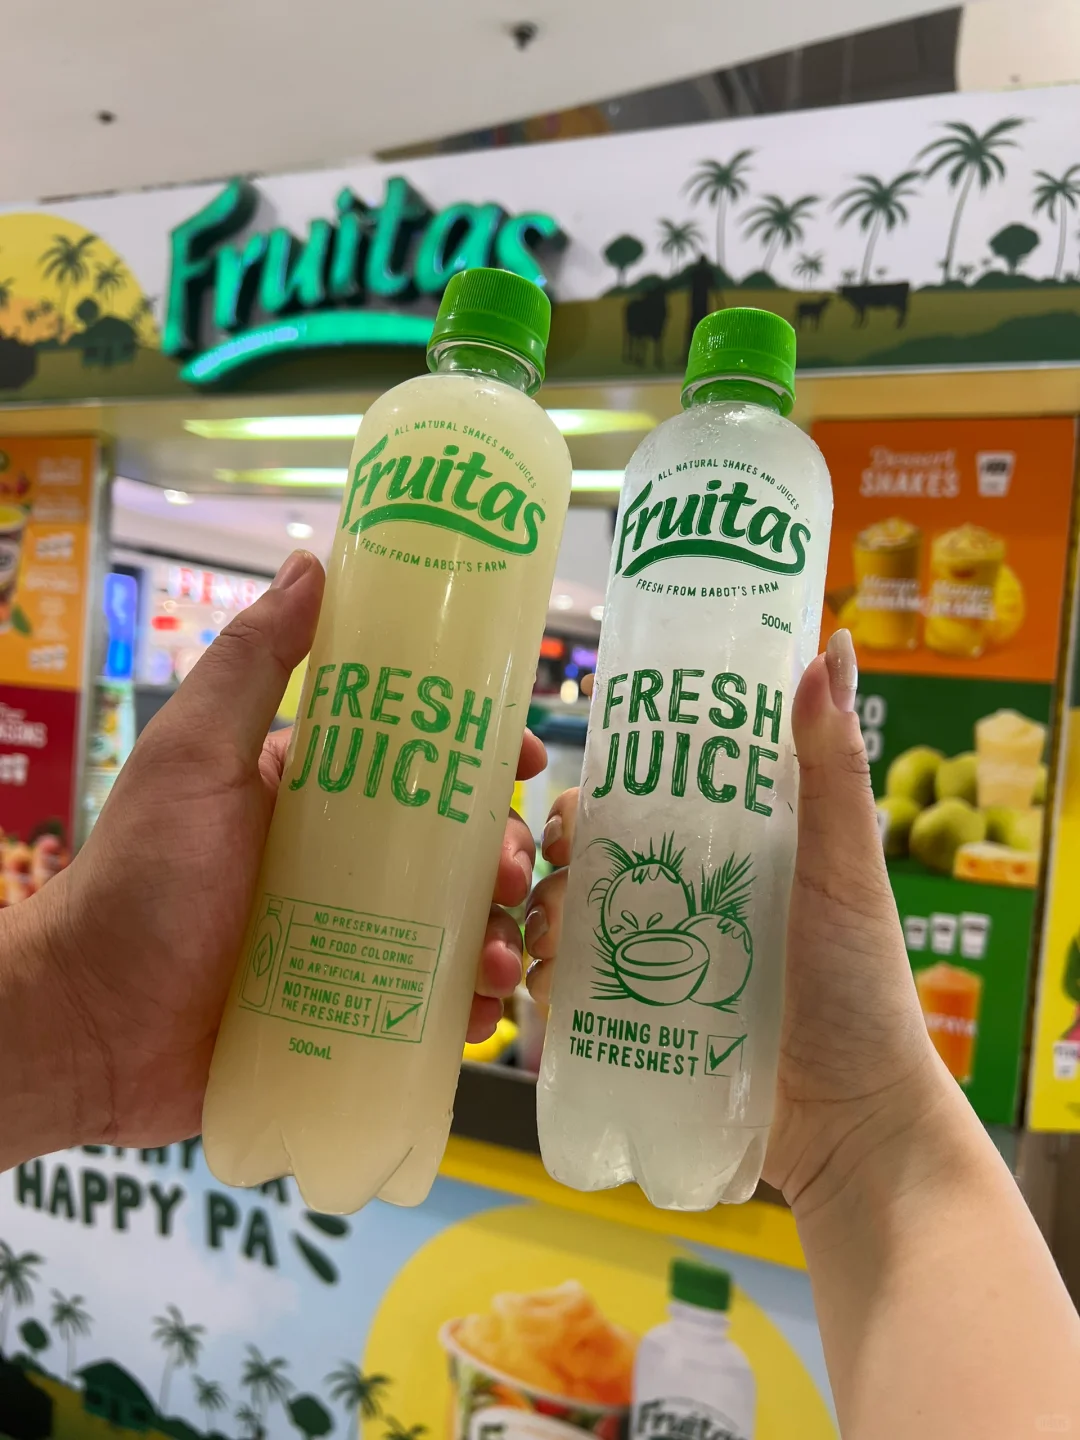 Fruitas
ALL NATURAL SHAKES AND JUICES
Fruitas
FRESH FROM BABOT'S FARM
FRESH
JUICE
NO PRESERVATIVES
NO FOOD COLORING
NO ARTIFICIAL ANYTHING
NOTHING BUT
THE FRESHEST
500mL
ALL NATURAL SHAKES AND JUICES
Fruitas
FRESH FROM BABOT'S FARM
500mL
FRESH
JUICE
NOTHING BUT
THE FRESHEST
Dessert
SHAKES
HAPPY PA
Fruitas